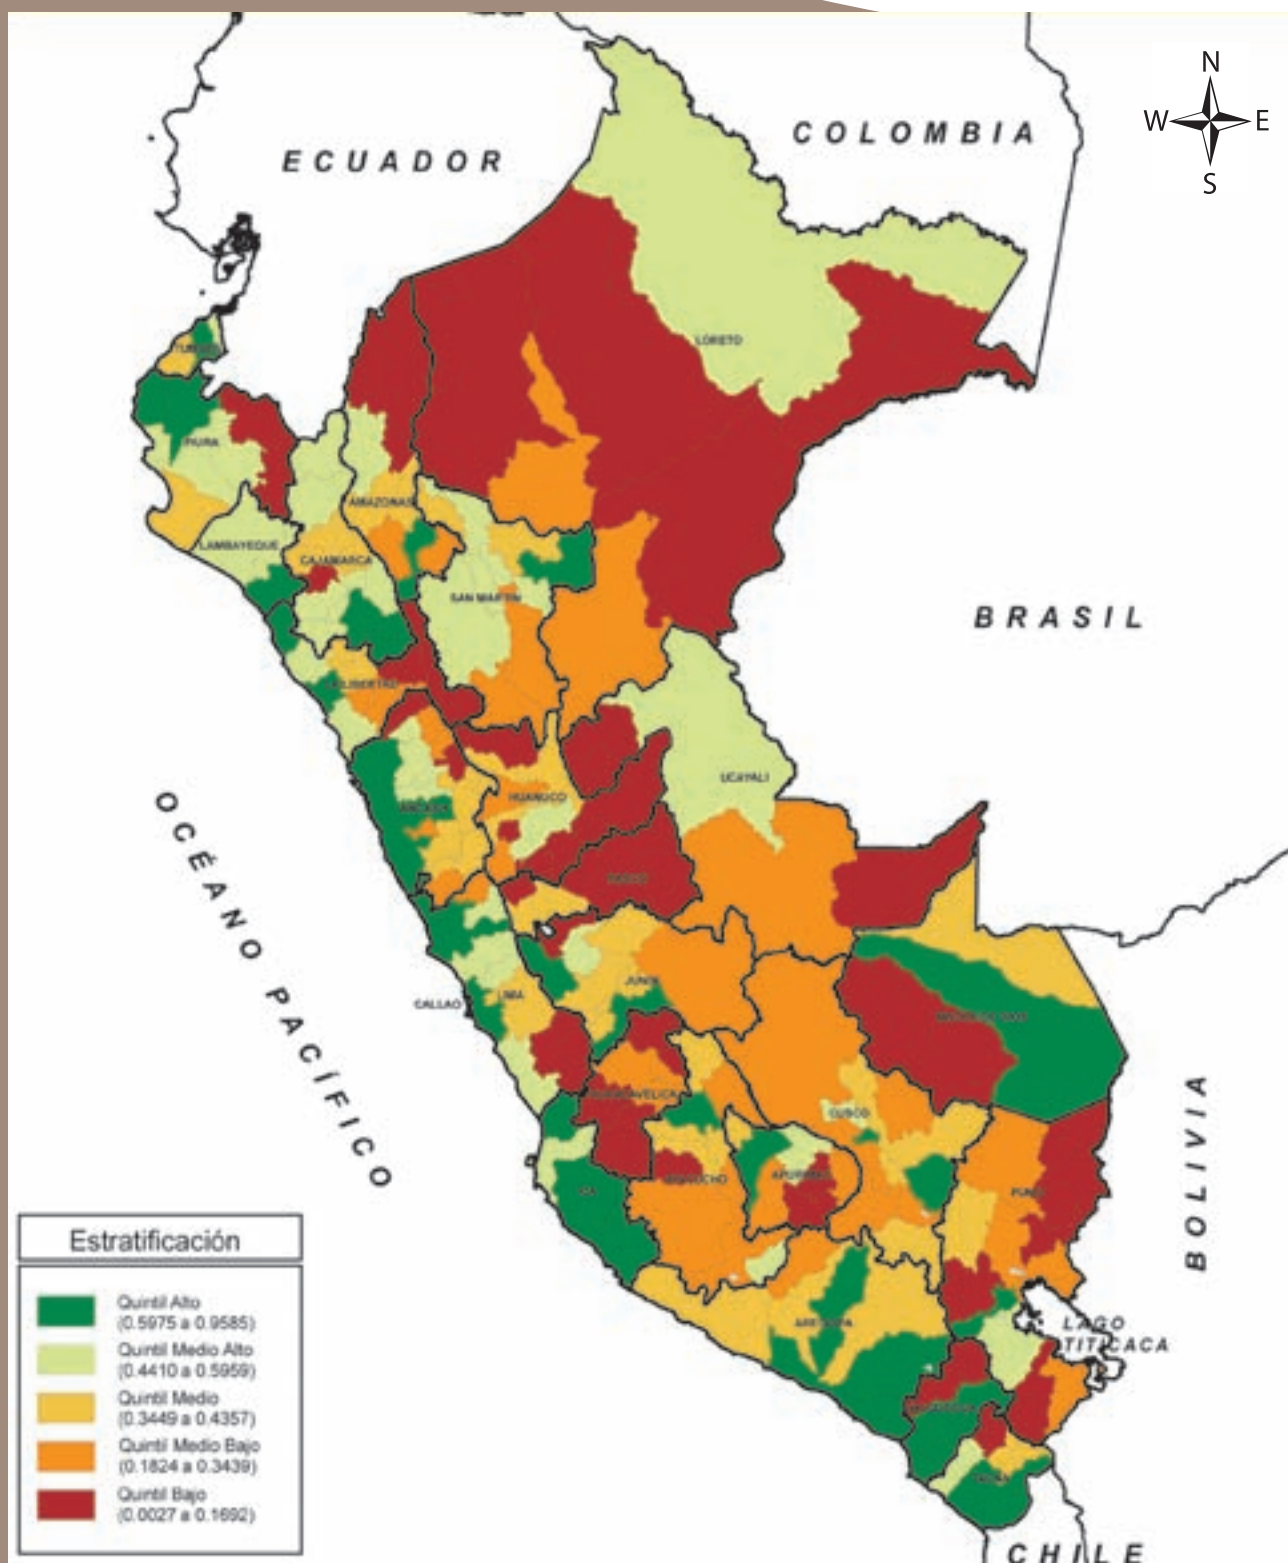 N
W E
S
COLOMBIA
ECUADOR
LORETO
PIURA
AMAZONAS
LAMBAYEQUE
CAJAMARCA
SAN MARTIN
BRASIL
LA LIBERTAD
UCAYALI
HUANUCO
ANCASH
PASCO
OCÉANO PACÍFICO
JUNIN
CALLAO
LIMA
HUANCAVELICA
CUSCO
BOLIVIA
AYACUCHO
APURIMAC
ICA
PUNO
AREQUIPA
LAGO
TITICACA
MOQUEGUA
TACNA
CHILE
Estratificación
Quintil Alto
(0.5975 a 0.9585)
Quintil Medio Alto
(0.4410 a 0.5959)
Quintil Medio
(0.3449 a 0.4357)
Quintil Medio Bajo
(0.1824 a 0.3439)
Quintil Bajo
(0.0027 a 0.1692)